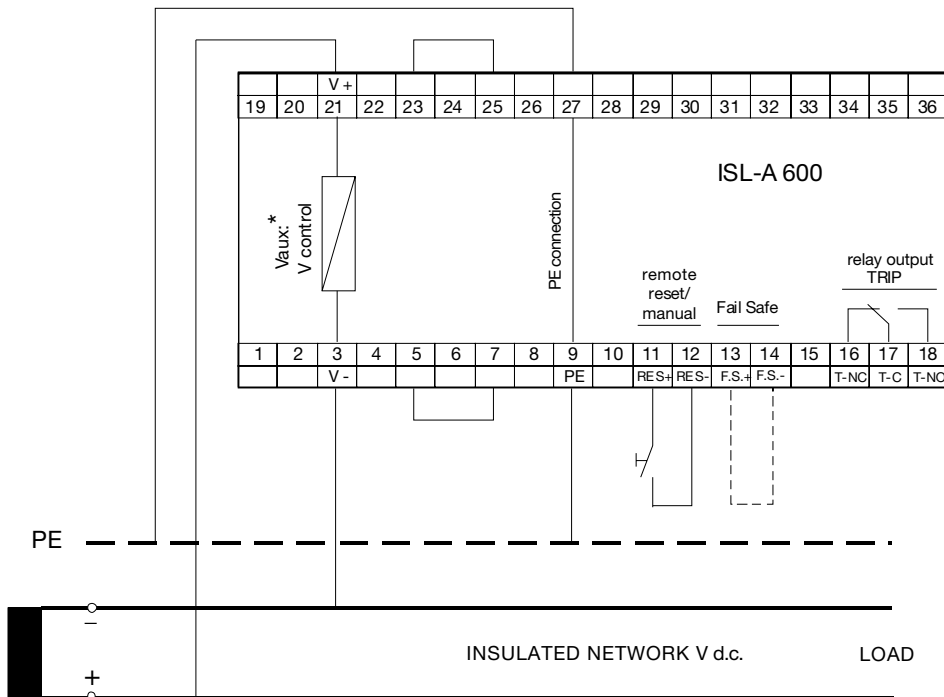 V +
19 20 21 22 23 24 25 26 27 28 29 30 31 32 33 34 35 36
ISL-A 600
Vaux:*
V control
PE connection
remote
reset/
manual
Fail Safe
relay output
TRIP
1 2 3 4 5 6 7 8 9 10 11 12 13 14 15 16 17 18
V - PE RES+ RES- F.S.+ F.S.- T-NC T-C T-NO
PE
−
INSULATED NETWORK V d.c. LOAD
+